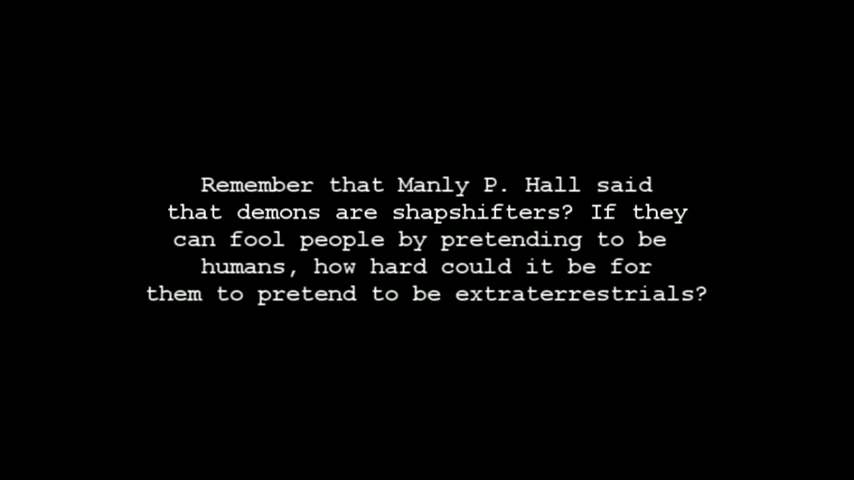 Remember that Manly P. Hall said
that demons are shapshifters? If they
can fool people by pretending to be
humans, how hard could it be for
them to pretend to be extraterrestrials?